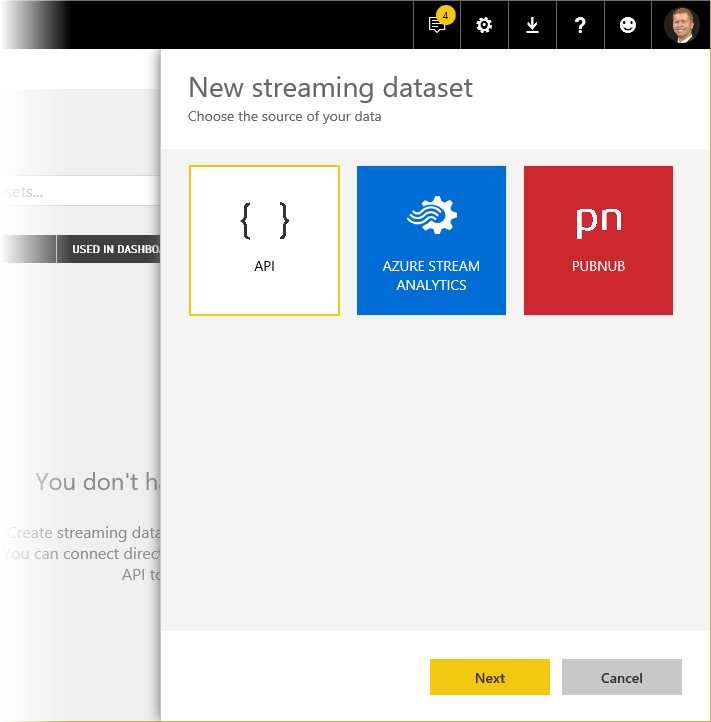 4
?
New streaming dataset
Choose the source of your data
sets...
USED IN DASHBO
{ }
API
AZURE STREAM
ANALYTICS
pn
PUBNUB
You don't h
Create streaming data
You can connect direct
API to
Next
Cancel